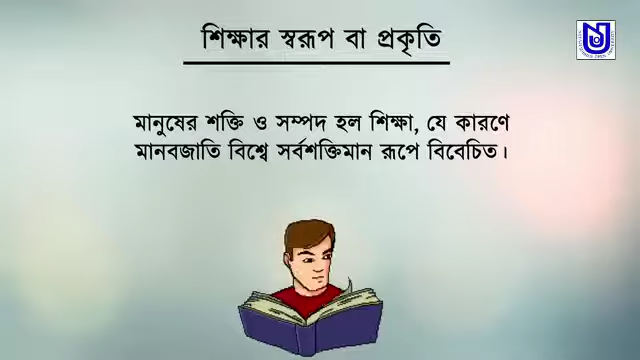 শিক্ষার স্বরূপ বা প্রকৃতি
মানুষের শক্তি ও সম্পদ হল শিক্ষা, যে কারণে
মানবজাতি বিশ্বে সর্বশক্তিমান রূপে বিবেচিত।